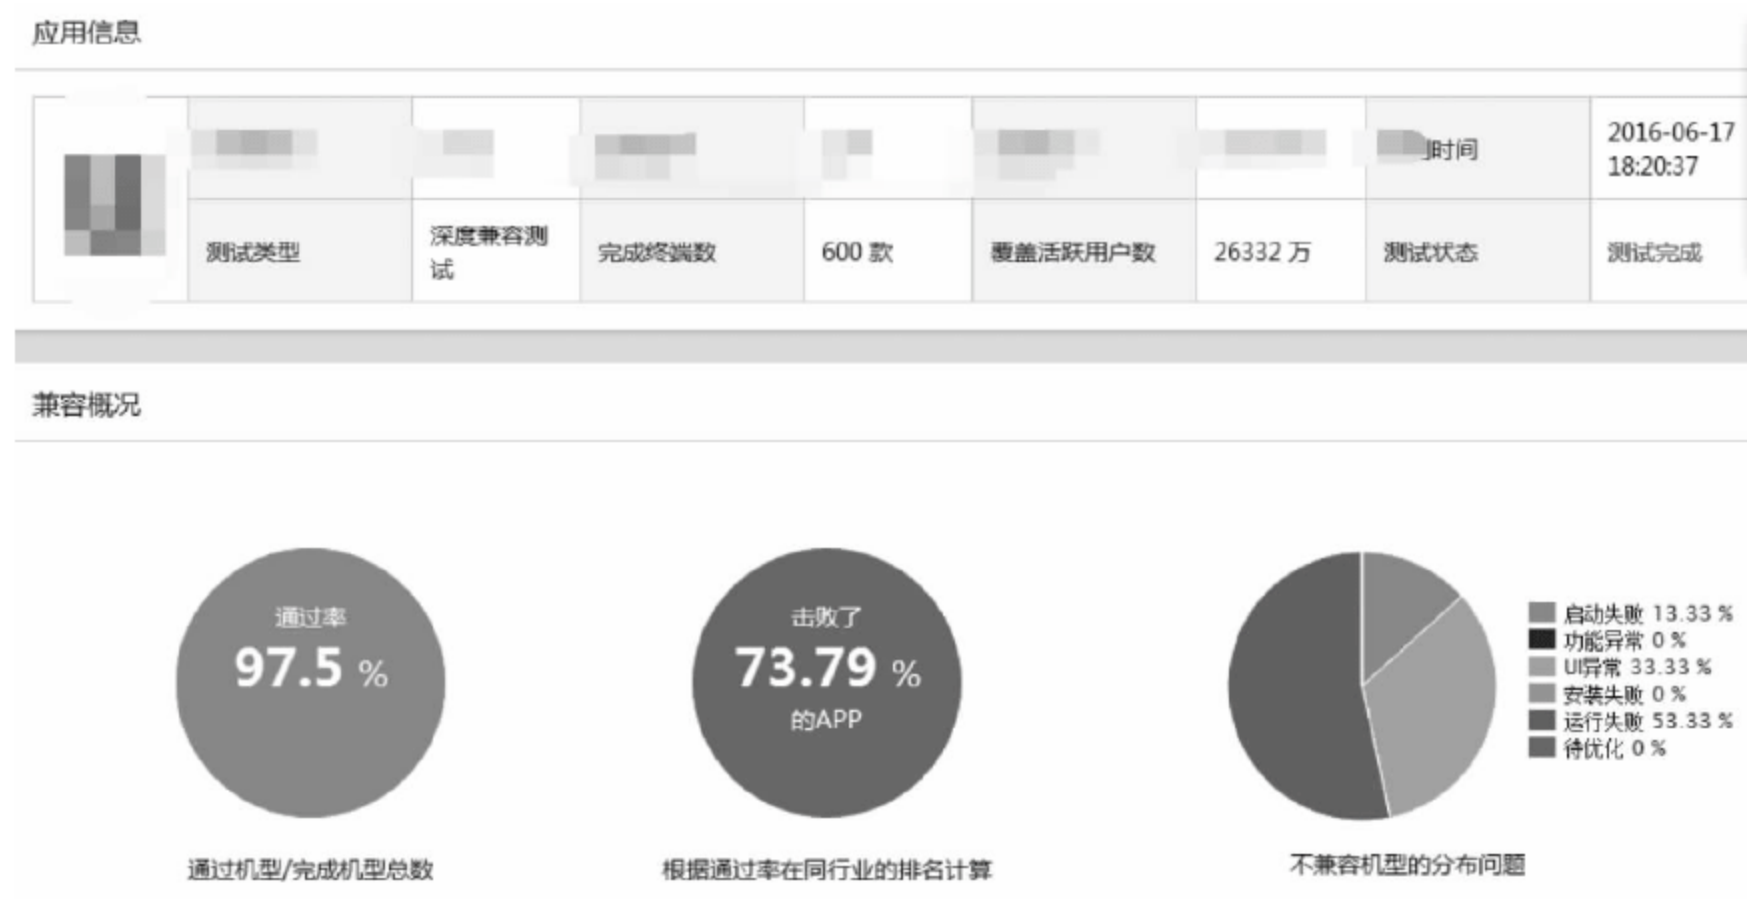 应用信息
时间
2016-06-17
18:20:37
测试类型
深度兼容测
试
完成终端数
600 款
覆盖活跃用户数
26332 万
测试状态
测试完成
兼容概况
通过率
97.5 %
通过机型/完成机型总数
击败了
73.79 %
的APP
根据通过率在同行业的排名计算
启动失败 13.33 %
功能异常 0 %
UI异常 33.33 %
安装失败 0 %
运行失败 53.33 %
待优化 0 %
不兼容机型的分布问题